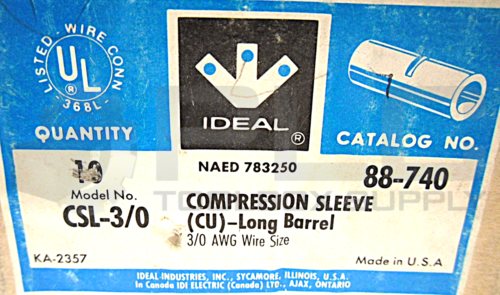 LISTED-WIRE CONN
UL
®
-368L-
IDEAL ®
QUANTITY
10
CATALOG NO.
88-740
NAED 783250
Model No.
CSL-3/0
COMPRESSION SLEEVE
(CU)-Long Barrel
3/0 AWG Wire Size
KA-2357
Made in U.S.A.
IDEAL INDUSTRIES, INC., SYCAMORE, ILLINOIS, U.S.A.
In Canada IDI ELECTRIC (Canada) LTD., AJAX, ONTARIO